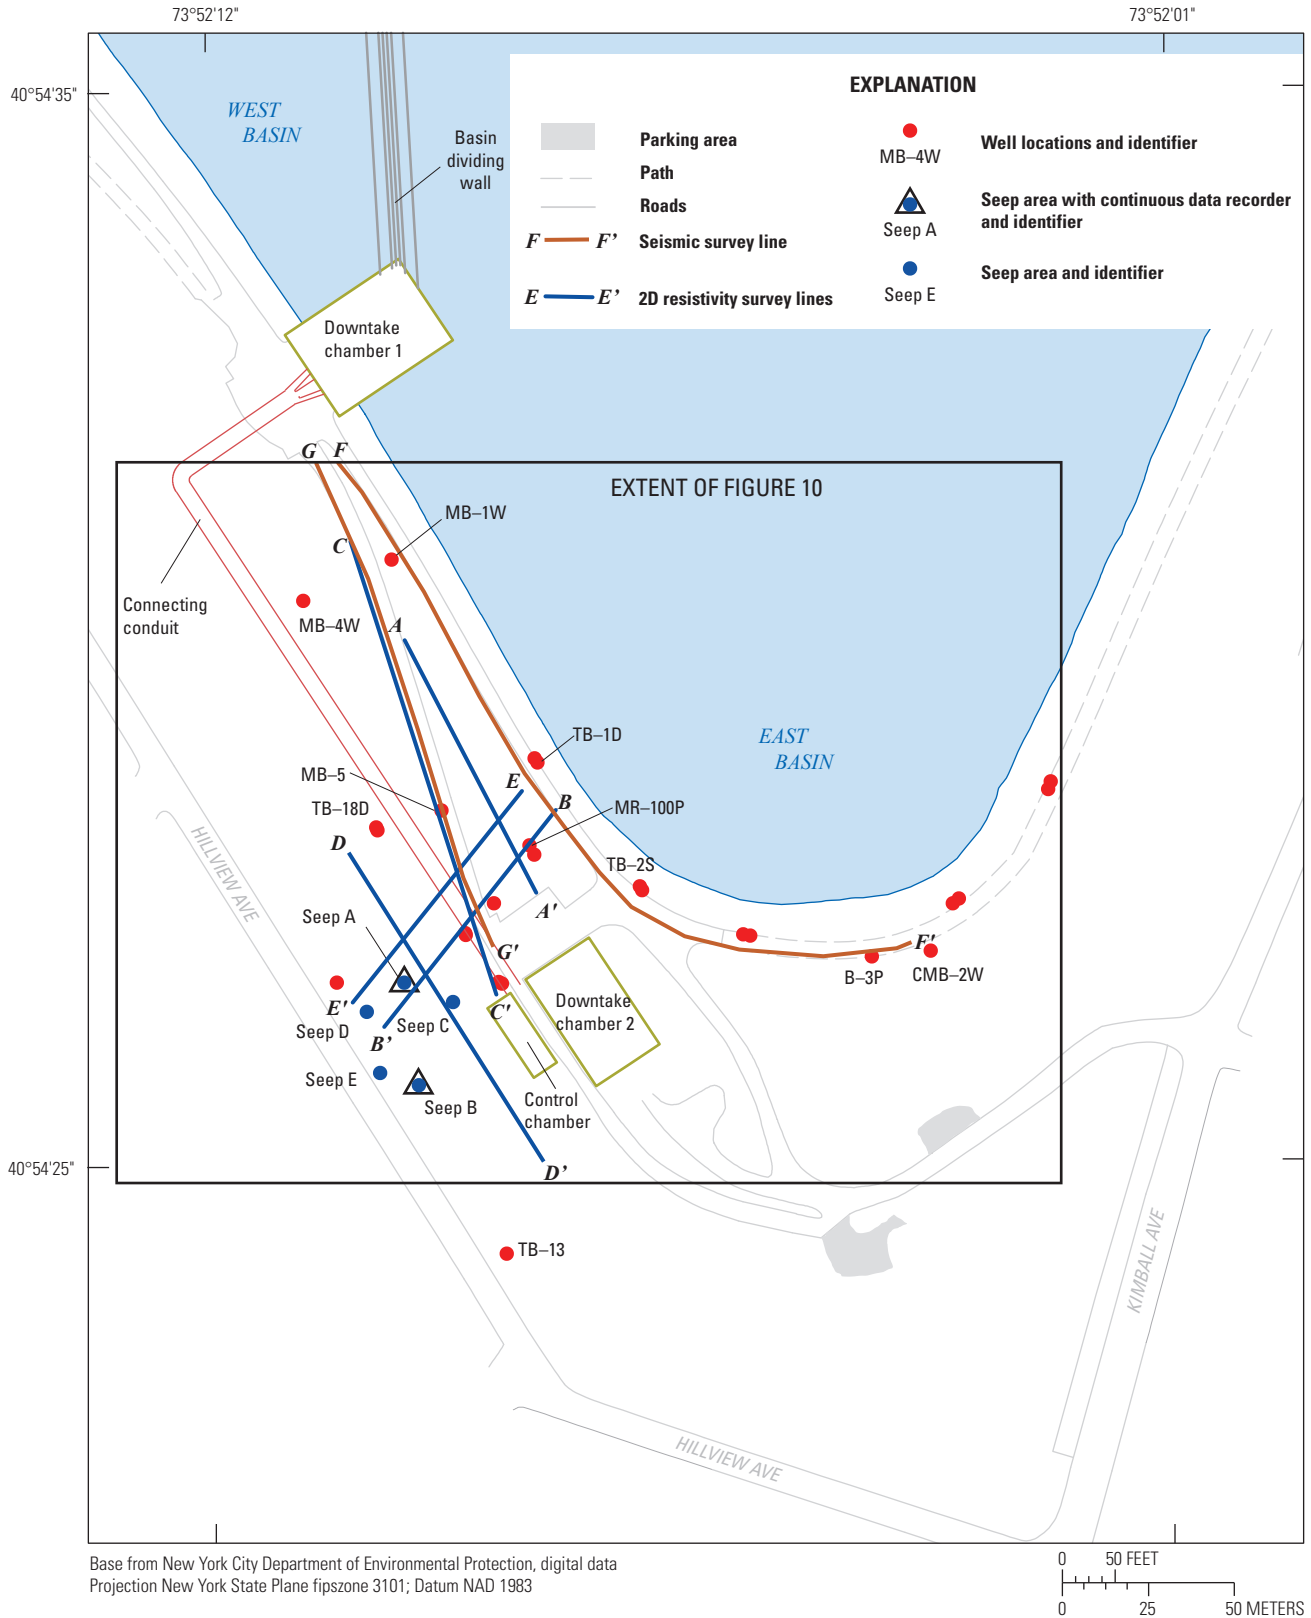 73°52'12"
73°52'01"
40°54'35"
WEST
BASIN
Basin
dividing
wall
EXPLANATION
Parking area
Path
Roads
F F’ Seismic survey line
E E’ 2D resistivity survey lines
MB–4W
Well locations and identifier
Seep A
Seep area with continuous data recorder
and identifier
Seep E
Seep area and identifier
Downtake
chamber 1
G F
EXTENT OF FIGURE 10
MB–1W
C
Connecting
conduit
MB–4W
A
TB–1D
EAST
BASIN
MB–5
E
B
MR–100P
TB–18D
D
HILLVIEW AVE
TB–2S
Seep A
A'
G'
F'
B–3P
CMB–2W
E'
Seep D
Seep C
B'
C'
Downtake
chamber 2
Seep E
Seep B
Control
chamber
D’
40°54'25"
TB–13
KIMBALL AVE
HILLVIEW AVE
Base from New York City Department of Environmental Protection, digital data
Projection New York State Plane fipszone 3101; Datum NAD 1983
0 50 FEET
0 25 50 METERS